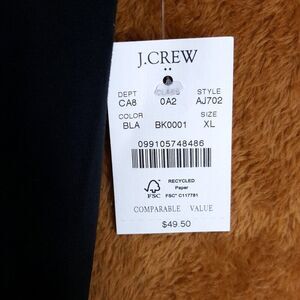 J.CREW
DEPT CLASS STYLE
CA8 0A2 AJ702
COLOR SIZE
BLA BK0001 XL
099105748486
RECYCLED
Paper
FSC FSC® C117781
COMPARABLE VALUE
$49.50